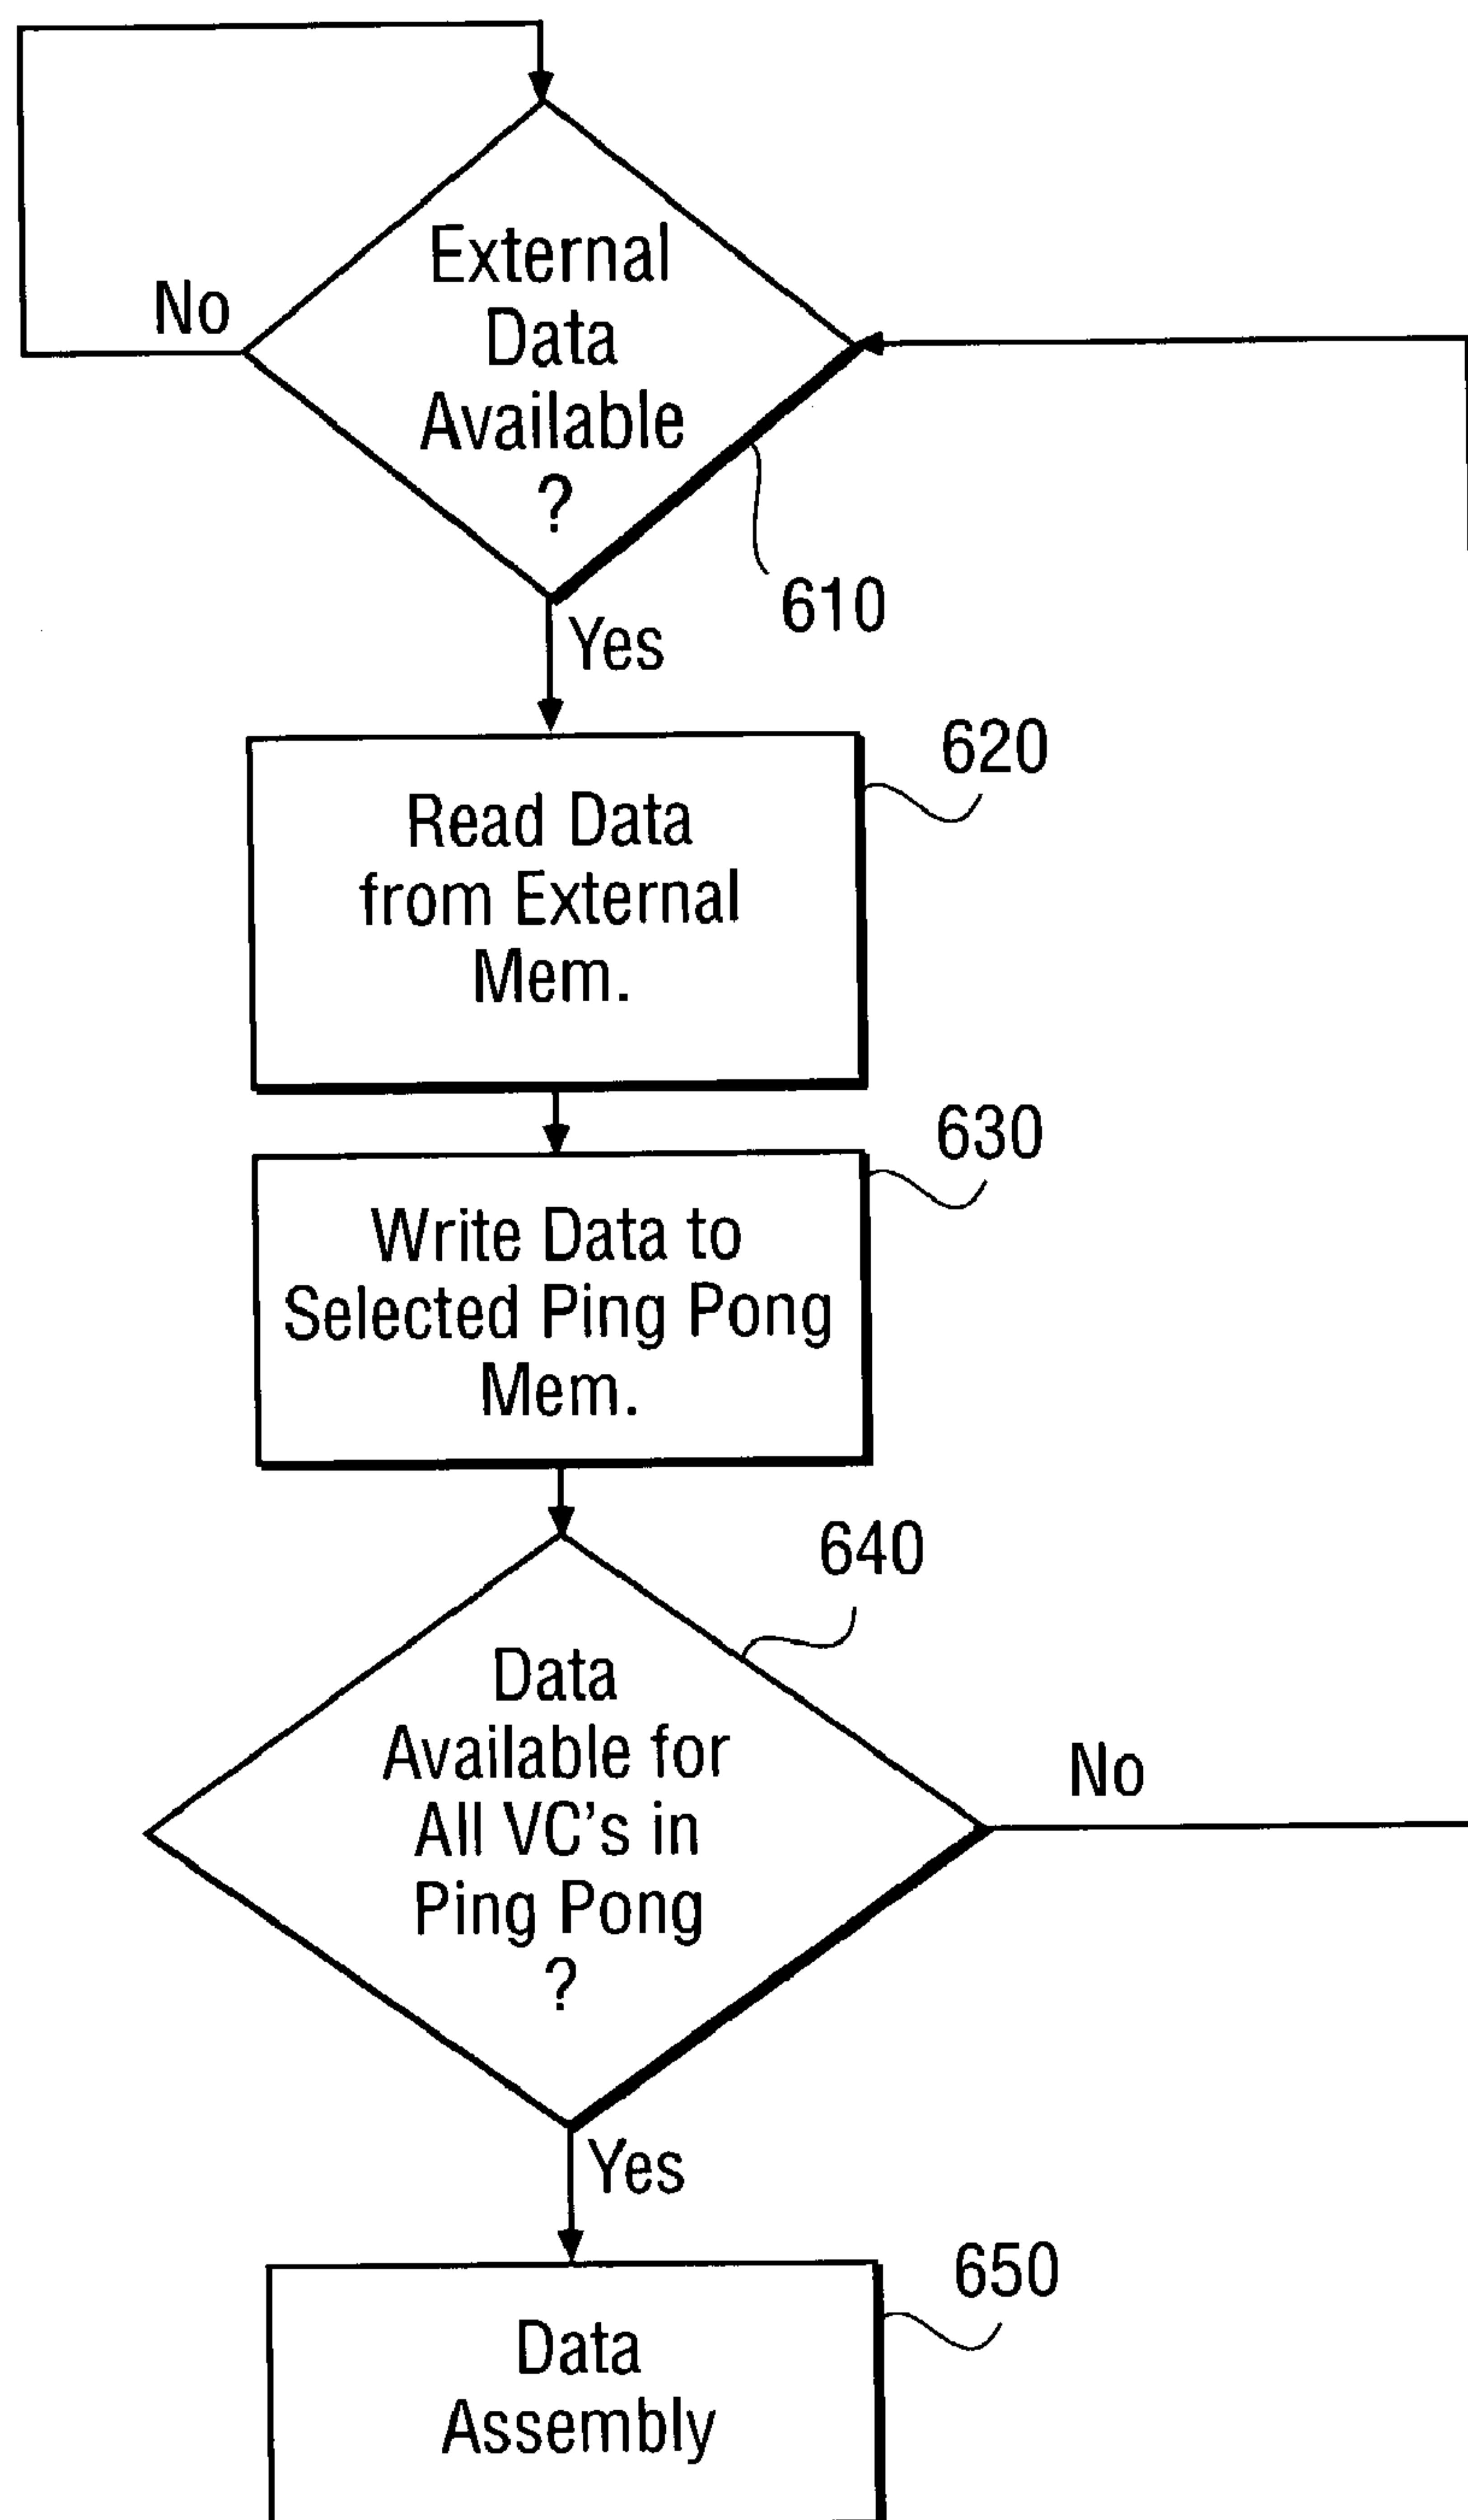 External
Data
Available
?
No
610
Yes
620
Read Data
from External
Mem.
630
Write Data to
Selected Ping Pong
Mem.
640
Data
Available for
All VC's in
Ping Pong
?
No
Yes
650
Data
Assembly